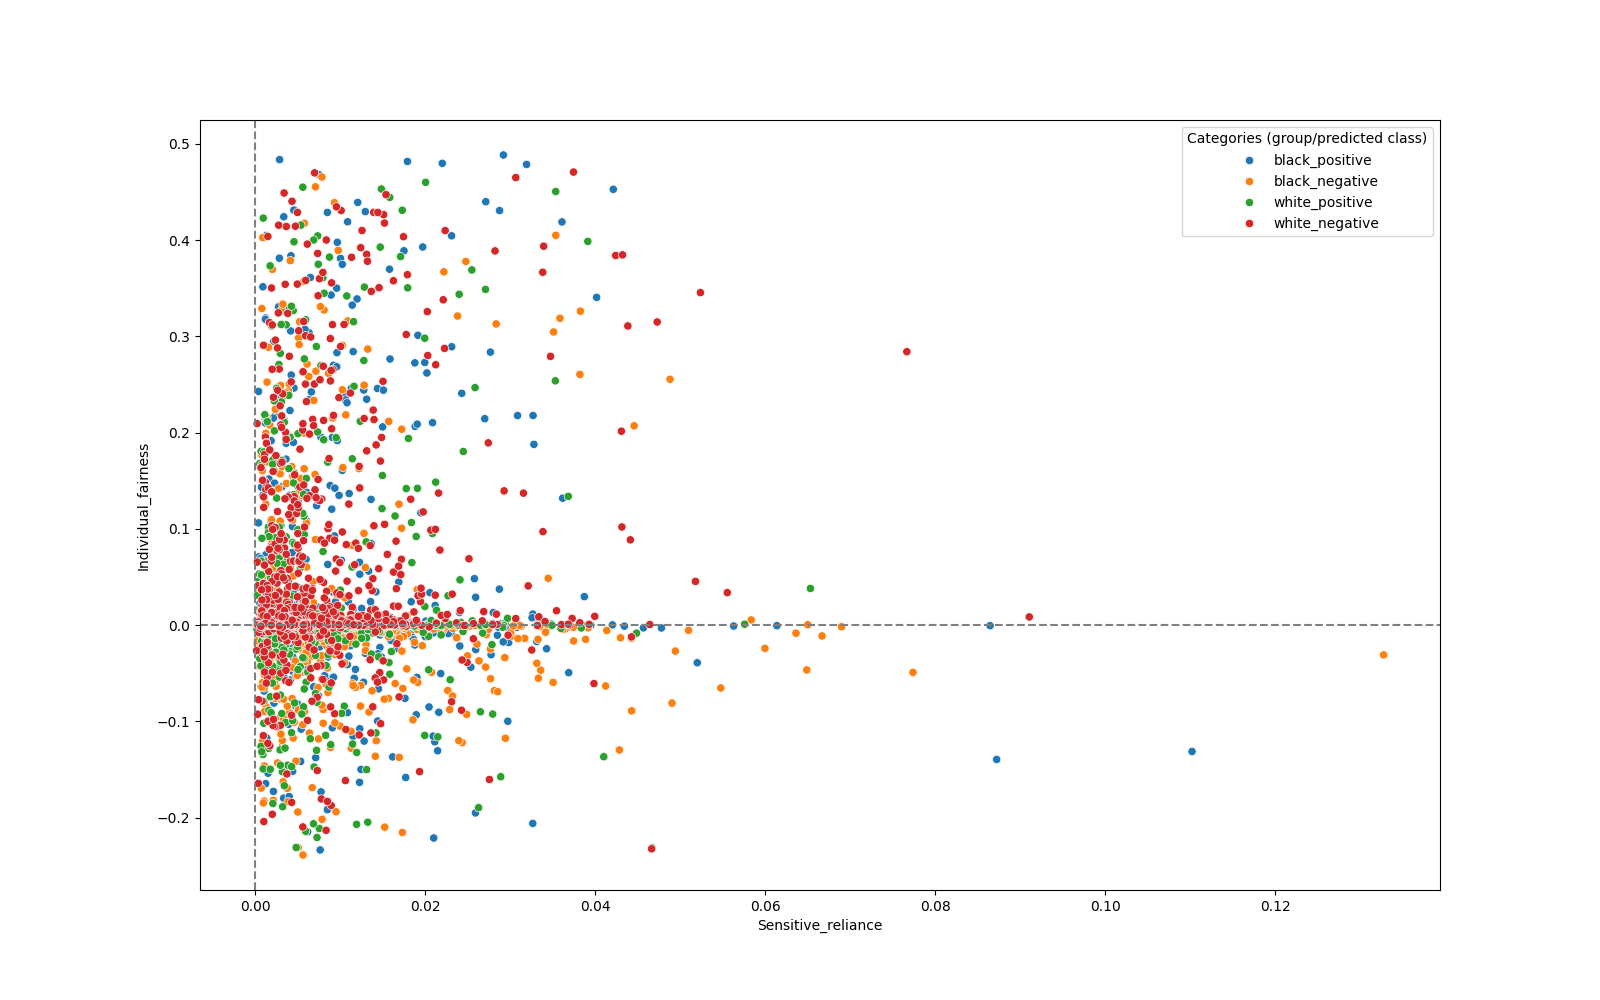 Categories (group/predicted class)
black_positive
black_negative
white_positive
white_negative
Individual_fairness
0.5
0.4
0.3
0.2
0.1
0.0
−0.1
−0.2
0.00 0.02 0.04 0.06 0.08 0.10 0.12
Sensitive_reliance